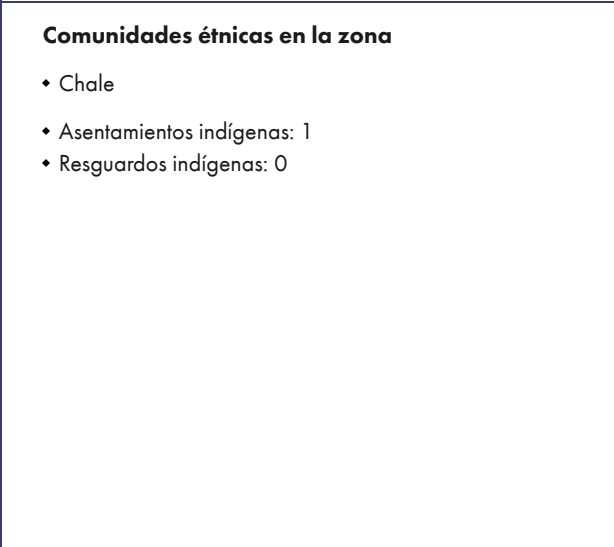 Comunidades étnicas en la zona
◆ Chale
◆ Asentamientos indígenas: 1
◆ Resguardos indígenas: 0